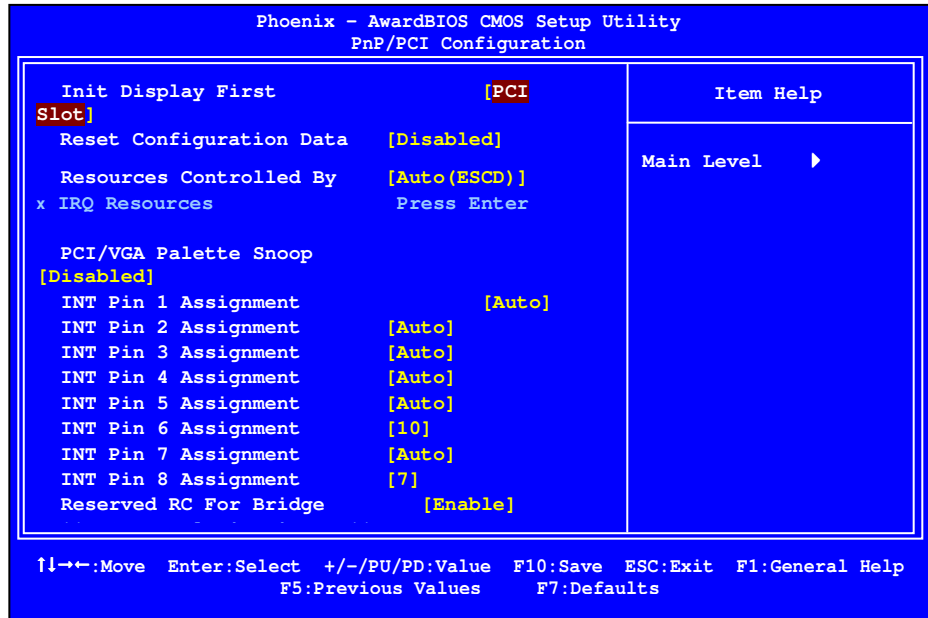 Phoenix – AwardBIOS CMOS Setup Utility
PnP/PCI Configuration
Init Display First [PCI
Slot]
Item Help
Reset Configuration Data [Disabled]
Main Level
Resources Controlled By [Auto(ESCD)]
x IRQ Resources Press Enter
PCI/VGA Palette Snoop
[Disabled]
INT Pin 1 Assignment [Auto]
INT Pin 2 Assignment [Auto]
INT Pin 3 Assignment [Auto]
INT Pin 4 Assignment [Auto]
INT Pin 5 Assignment [Auto]
INT Pin 6 Assignment [10]
INT Pin 7 Assignment [Auto]
INT Pin 8 Assignment [7]
Reserved RC For Bridge [Enable]
↑↓→←:Move Enter:Select +/-/PU/PD:Value F10:Save ESC:Exit F1:General Help
F5:Previous Values F7:Defaults